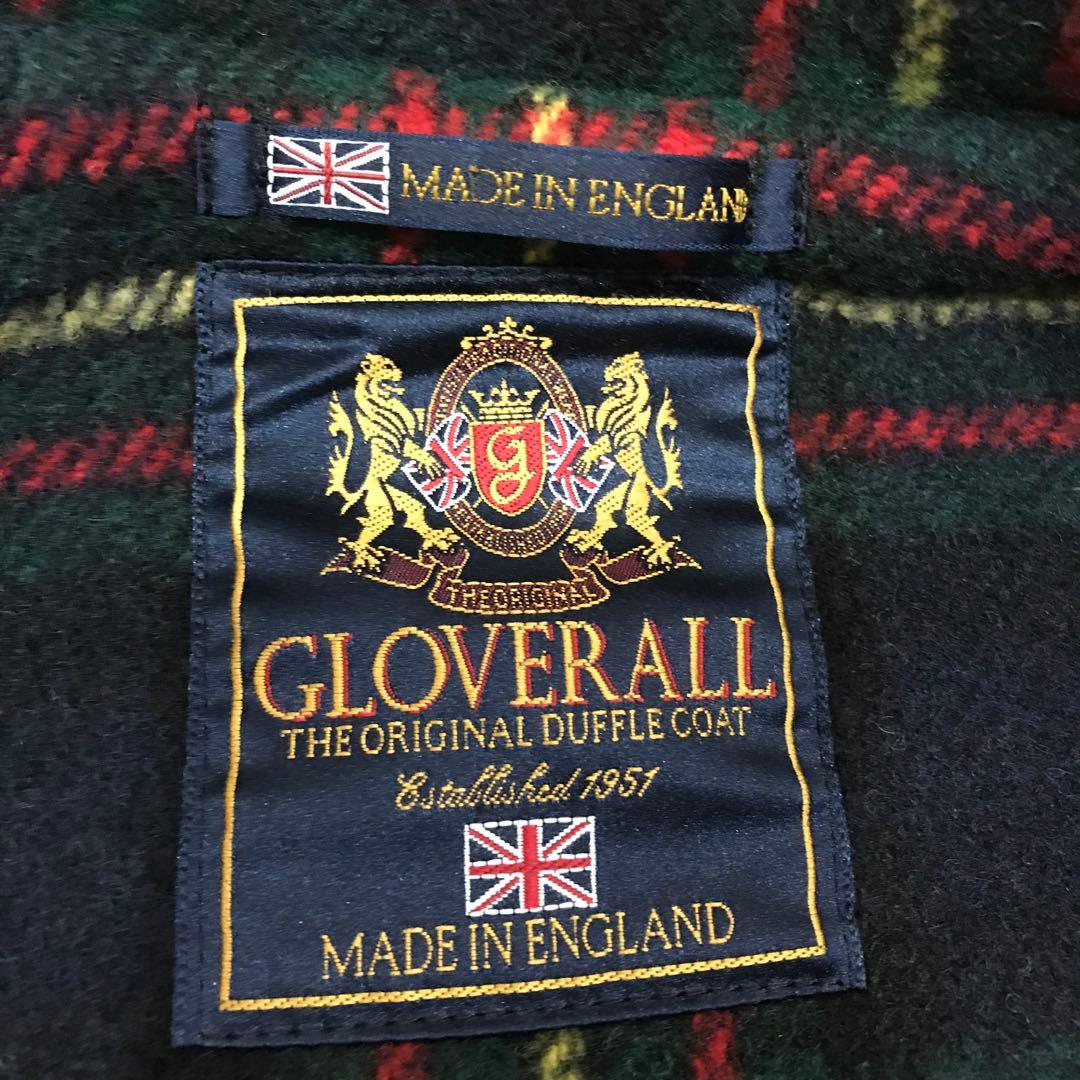 MADE IN ENGLAND
G
THE ORIGINAL
GLOVERALL
THE ORIGINAL DUFFLE COAT
Established 1951
MADE IN ENGLAND